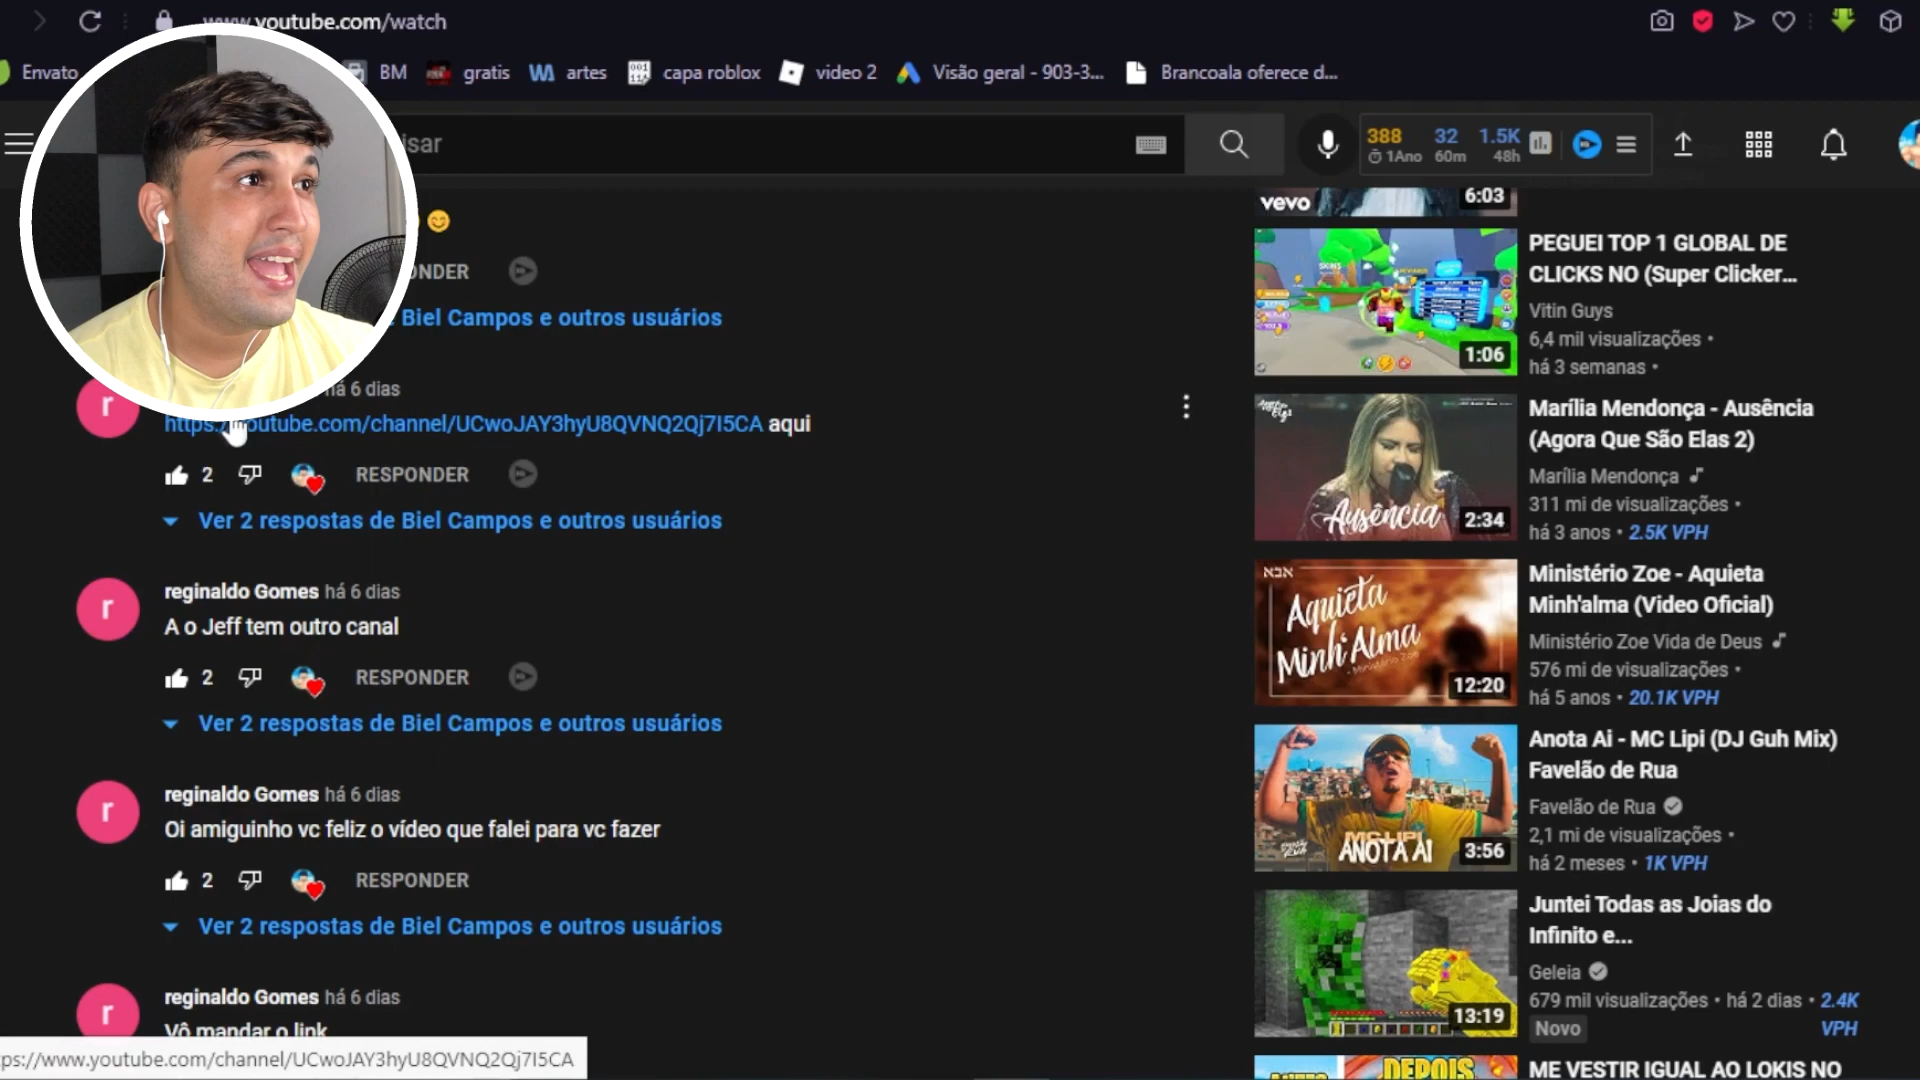 www.youtube.com/watch
Envato
BM
gratis
artes
capa roblox
video 2
Visão geral - 903-3...
Brancoala oferece d...
isar
388
1Ano
32
60m
1.5K
48h
ONDER
Biel Campos e outros usuários
r
há 6 dias
youtube.com/channel/UCwoJAY3hyU8QVNQ2Qj7I5CA aqui
2
RESPONDER
Ver 2 respostas de Biel Campos e outros usuários
r
reginaldo Gomes há 6 dias
A o Jeff tem outro canal
2
RESPONDER
Ver 2 respostas de Biel Campos e outros usuários
r
reginaldo Gomes há 6 dias
Oi amiguinho vc feliz o vídeo que falei para vc fazer
2
RESPONDER
Ver 2 respostas de Biel Campos e outros usuários
r
reginaldo Gomes há 6 dias
Vô mandar o link
ps://www.youtube.com/channel/UCwoJAY3hyU8QVNQ2Qj7I5CA
vevo
6:03
1:06
PEGUEI TOP 1 GLOBAL DE
CLICKS NO (Super Clicker...
Vitin Guys
6,4 mil visualizações •
há 3 semanas •
Ausência
2:34
Marília Mendonça - Ausência
(Agora Que São Elas 2)
Marília Mendonça
311 mi de visualizações •
há 3 anos • 2.5K VPH
אבא
Aquieta
Minh'Alma
12:20
Ministério Zoe - Aquieta
Minh'alma (Video Oficial)
Ministério Zoe Vida de Deus
576 mi de visualizações •
há 5 anos • 20.1K VPH
MC LIPI
ANOTA AI
3:56
Anota Ai - MC Lipi (DJ Guh Mix)
Favelão de Rua
Favelão de Rua
2,1 mi de visualizações •
há 2 meses • 1K VPH
13:19
Juntei Todas as Joias do
Infinito e...
Geleia
679 mil visualizações • há 2 dias • 2.4K
VPH
Novo
DEPOIS
ME VESTIR IGUAL AO LOKIS NO